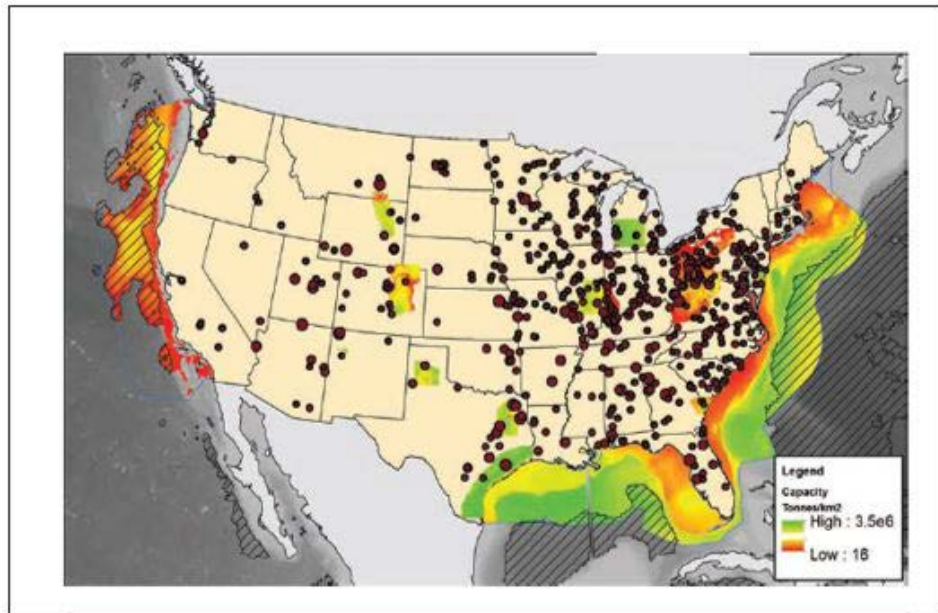 Legend
Capacity
Tonnes/km2
High : 3.5e6
Low : 16